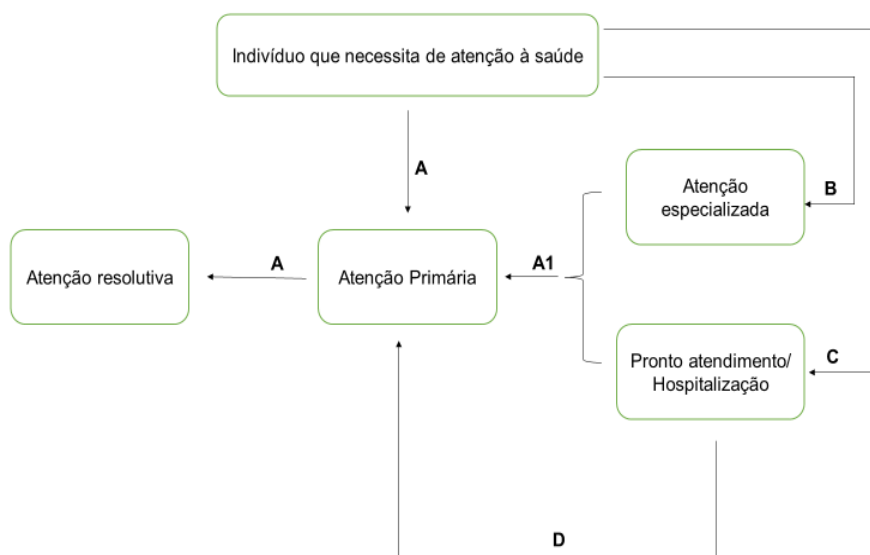 Indivíduo que necessita de atenção à saúde
A
Atenção
especializada
B
Atenção resolutiva
A
Atenção Primária
A1
Pronto atendimento/
Hospitalização
C
D